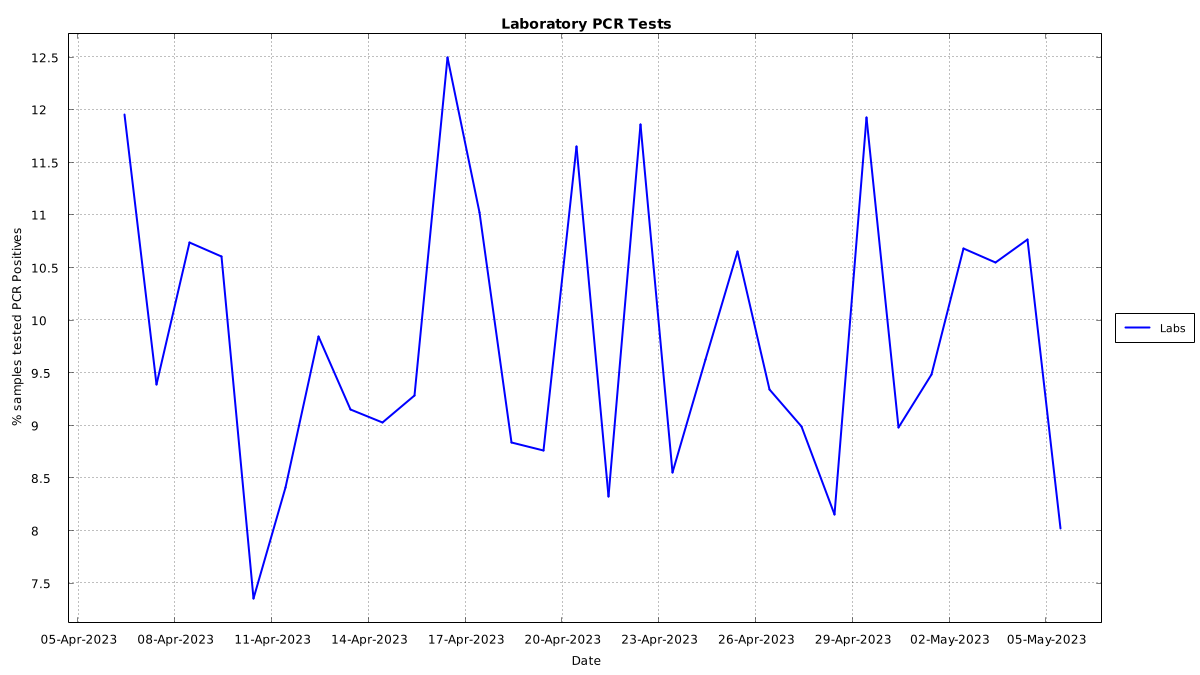 Laboratory PCR Tests
12.5
12
11.5
11
10.5
10
9.5
9
8.5
8
7.5
% samples tested PCR Positives
05-Apr-2023 08-Apr-2023 11-Apr-2023 14-Apr-2023 17-Apr-2023 20-Apr-2023 23-Apr-2023 26-Apr-2023 29-Apr-2023 02-May-2023 05-May-2023
Date
Labs